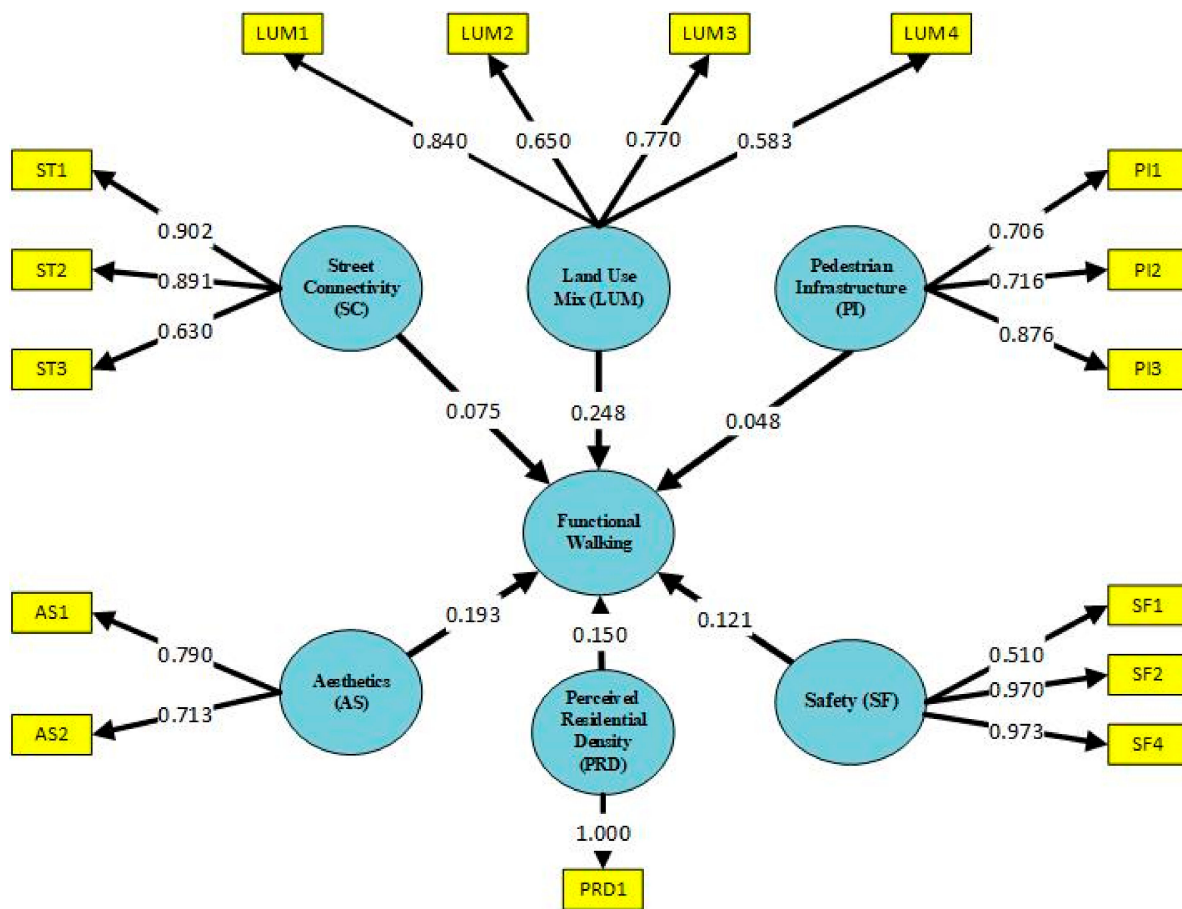 LUM1
LUM2
LUM3
LUM4
0.840
0.650
0.770
0.583
ST1
ST2
ST3
0.902
0.891
0.630
Street
Connectivity
(SC)
Land Use
Mix (LUM)
Pedestrian
Infrastructure
(PI)
0.706
0.716
0.876
PI1
PI2
PI3
0.075
0.248
0.048
Functional
Walking
AS1
AS2
0.790
0.713
Aesthetics
(AS)
0.193
0.150
0.121
Perceived
Residential
Density
(PRD)
Safety (SF)
0.510
0.970
0.973
SF1
SF2
SF4
1.000
PRD1